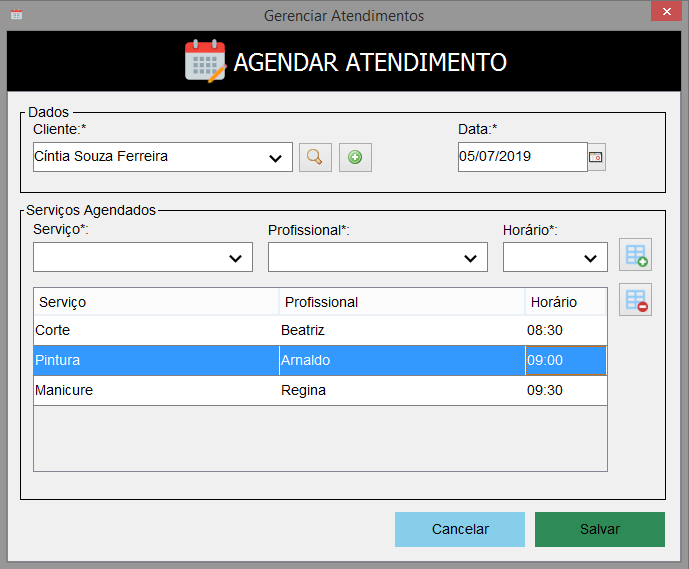 Gerenciar Atendimentos
AGENDAR ATENDIMENTO
Dados
Cliente:* Data:*
Cíntia Souza Ferreira 05/07/2019
Serviços Agendados
Serviço*: Profissional*: Horário*:
Serviço Profissional Horário
Corte Beatriz 08:30
Pintura Arnaldo 09:00
Manicure Regina 09:30
Cancelar Salvar